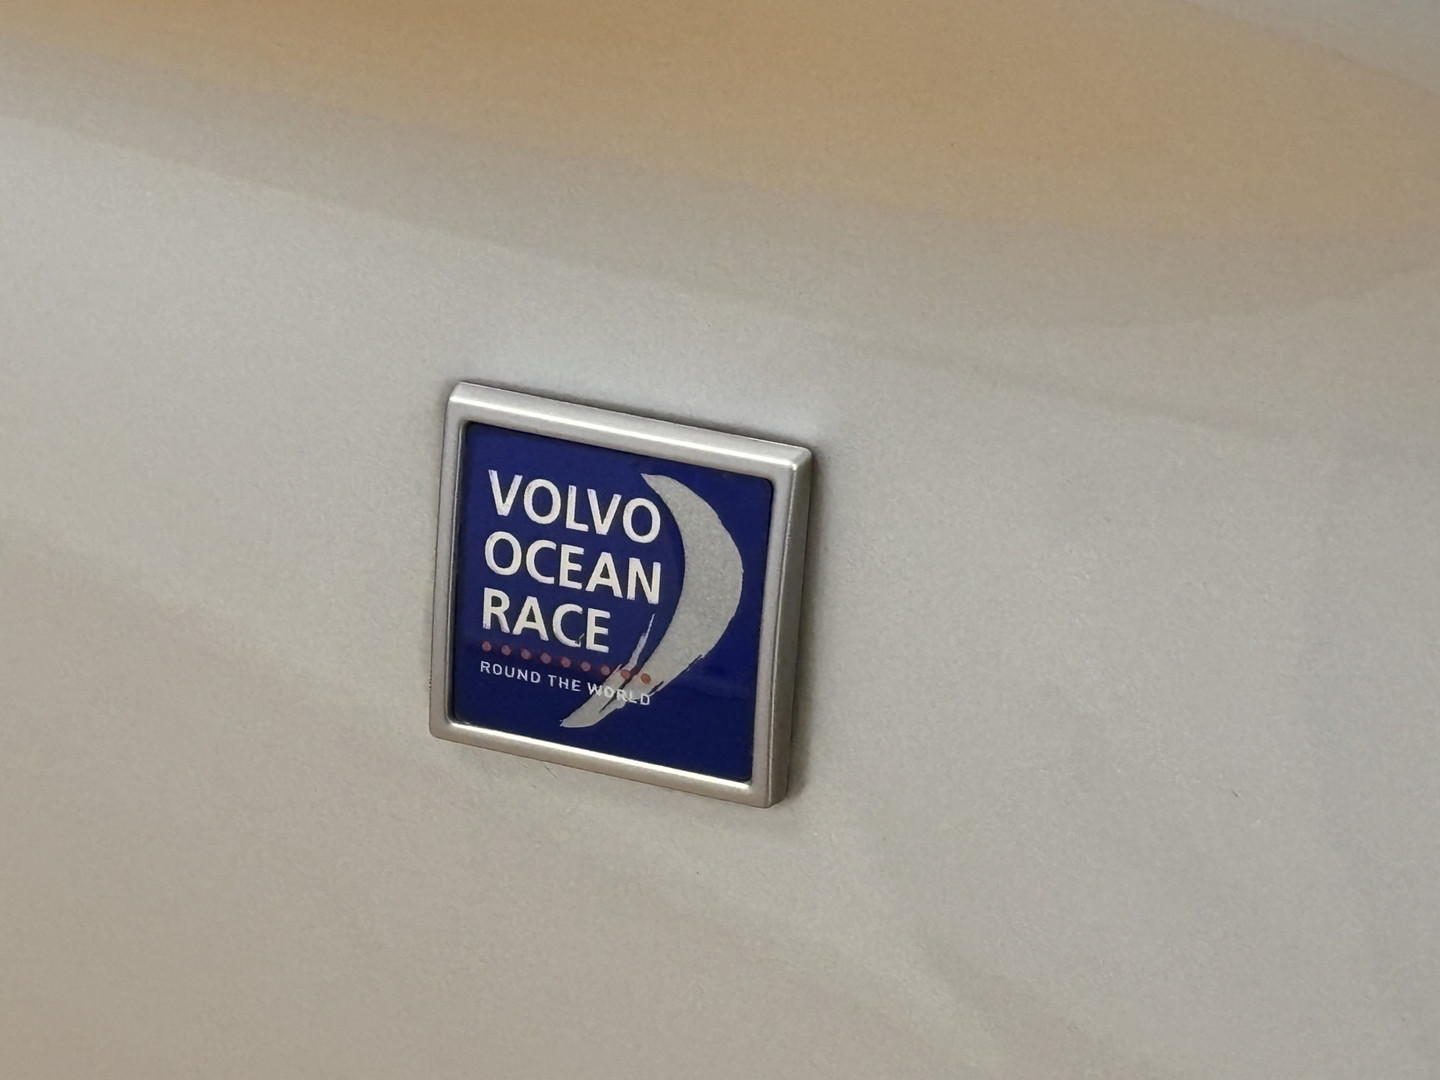 VOLVO
OCEAN
RACE
ROUND THE WORLD